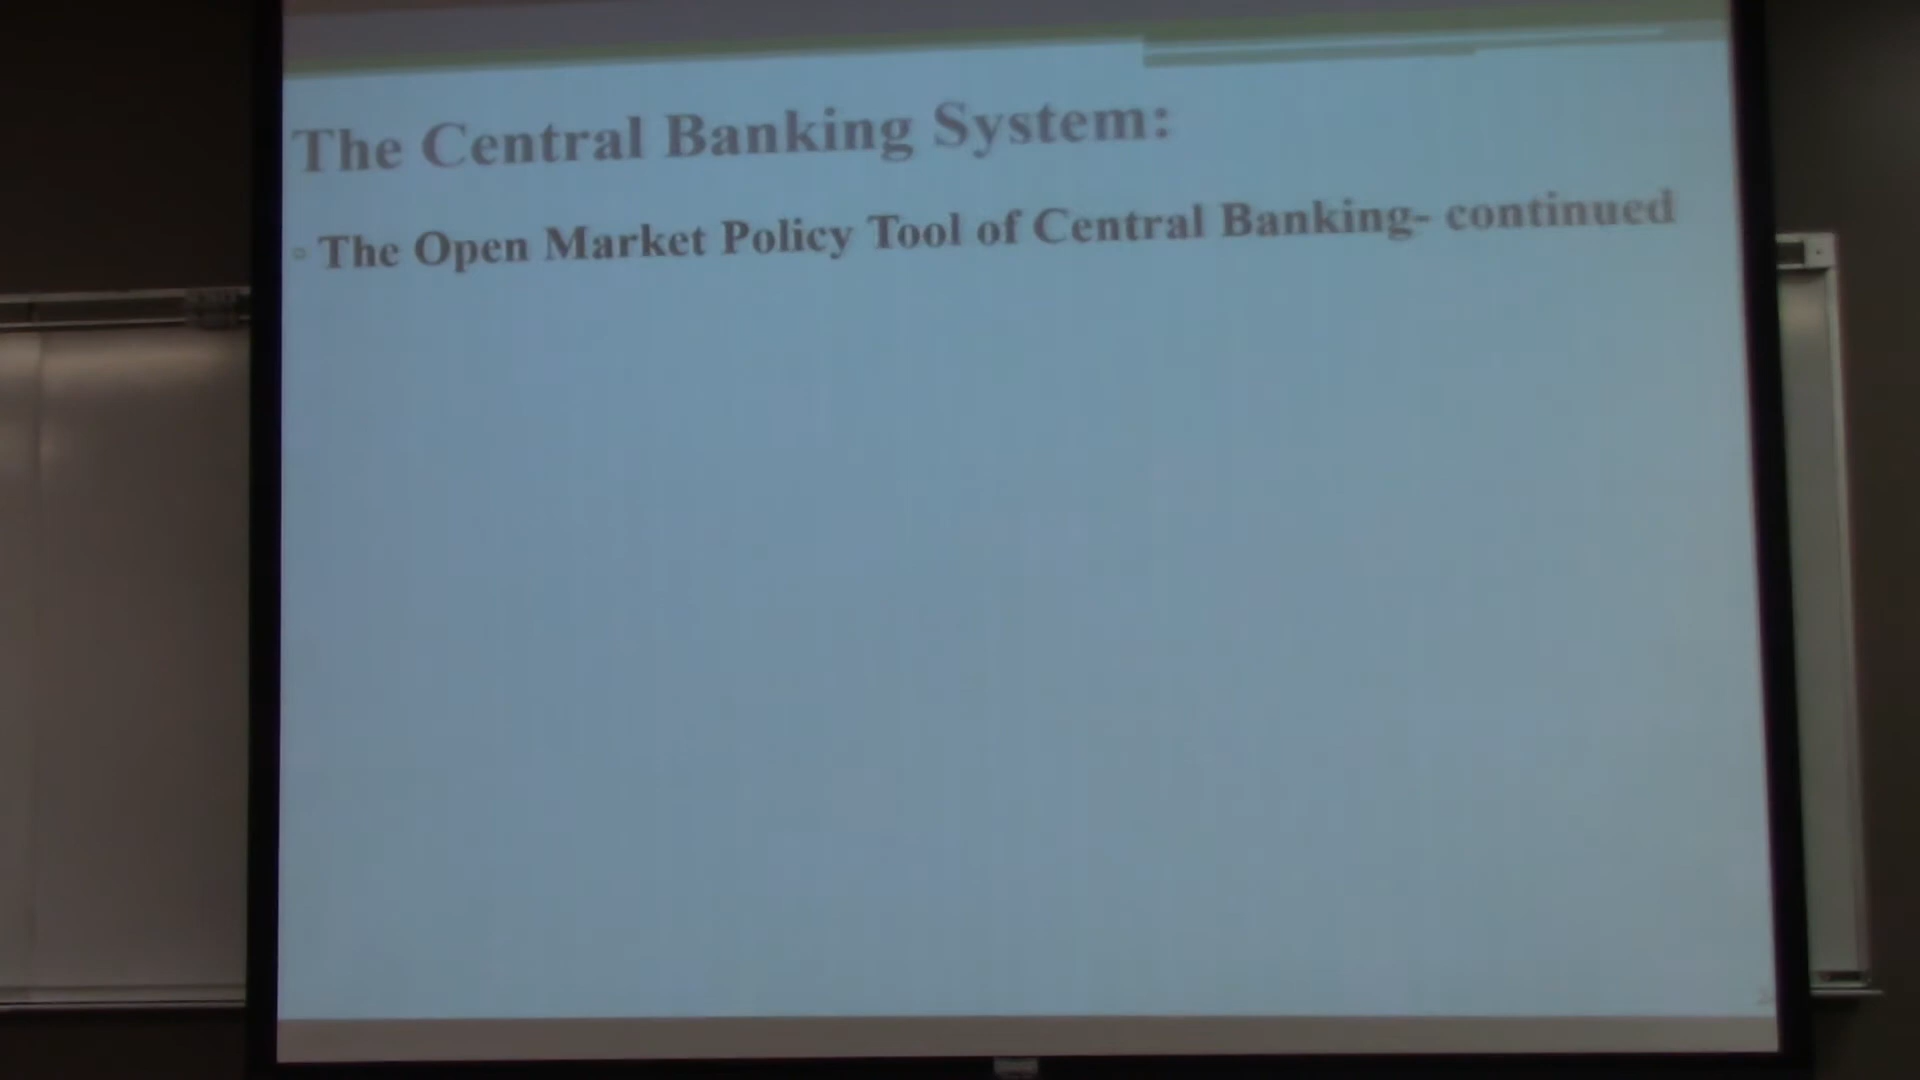 The Central Banking System:
The Open Market Policy Tool of Central Banking- continued